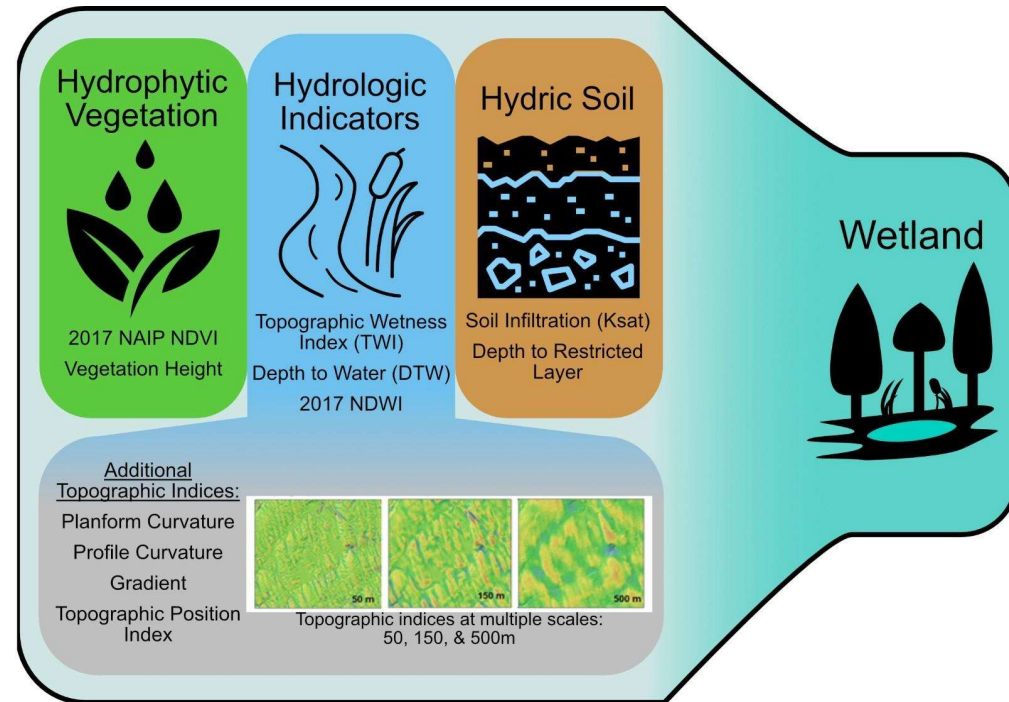 Hydrophytic
Vegetation
2017 NAIP NDVI
Vegetation Height
Hydrologic
Indicators
Topographic Wetness
Index (TWI)
Depth to Water (DTW)
2017 NDWI
Hydric Soil
Soil Infiltration (Ksat)
Depth to Restricted
Layer
Additional
Topographic Indices:
Planform Curvature
Profile Curvature
Gradient
Topographic Position
Index
50 m
150 m
500 m
Topographic indices at multiple scales:
50, 150, & 500m
Wetland